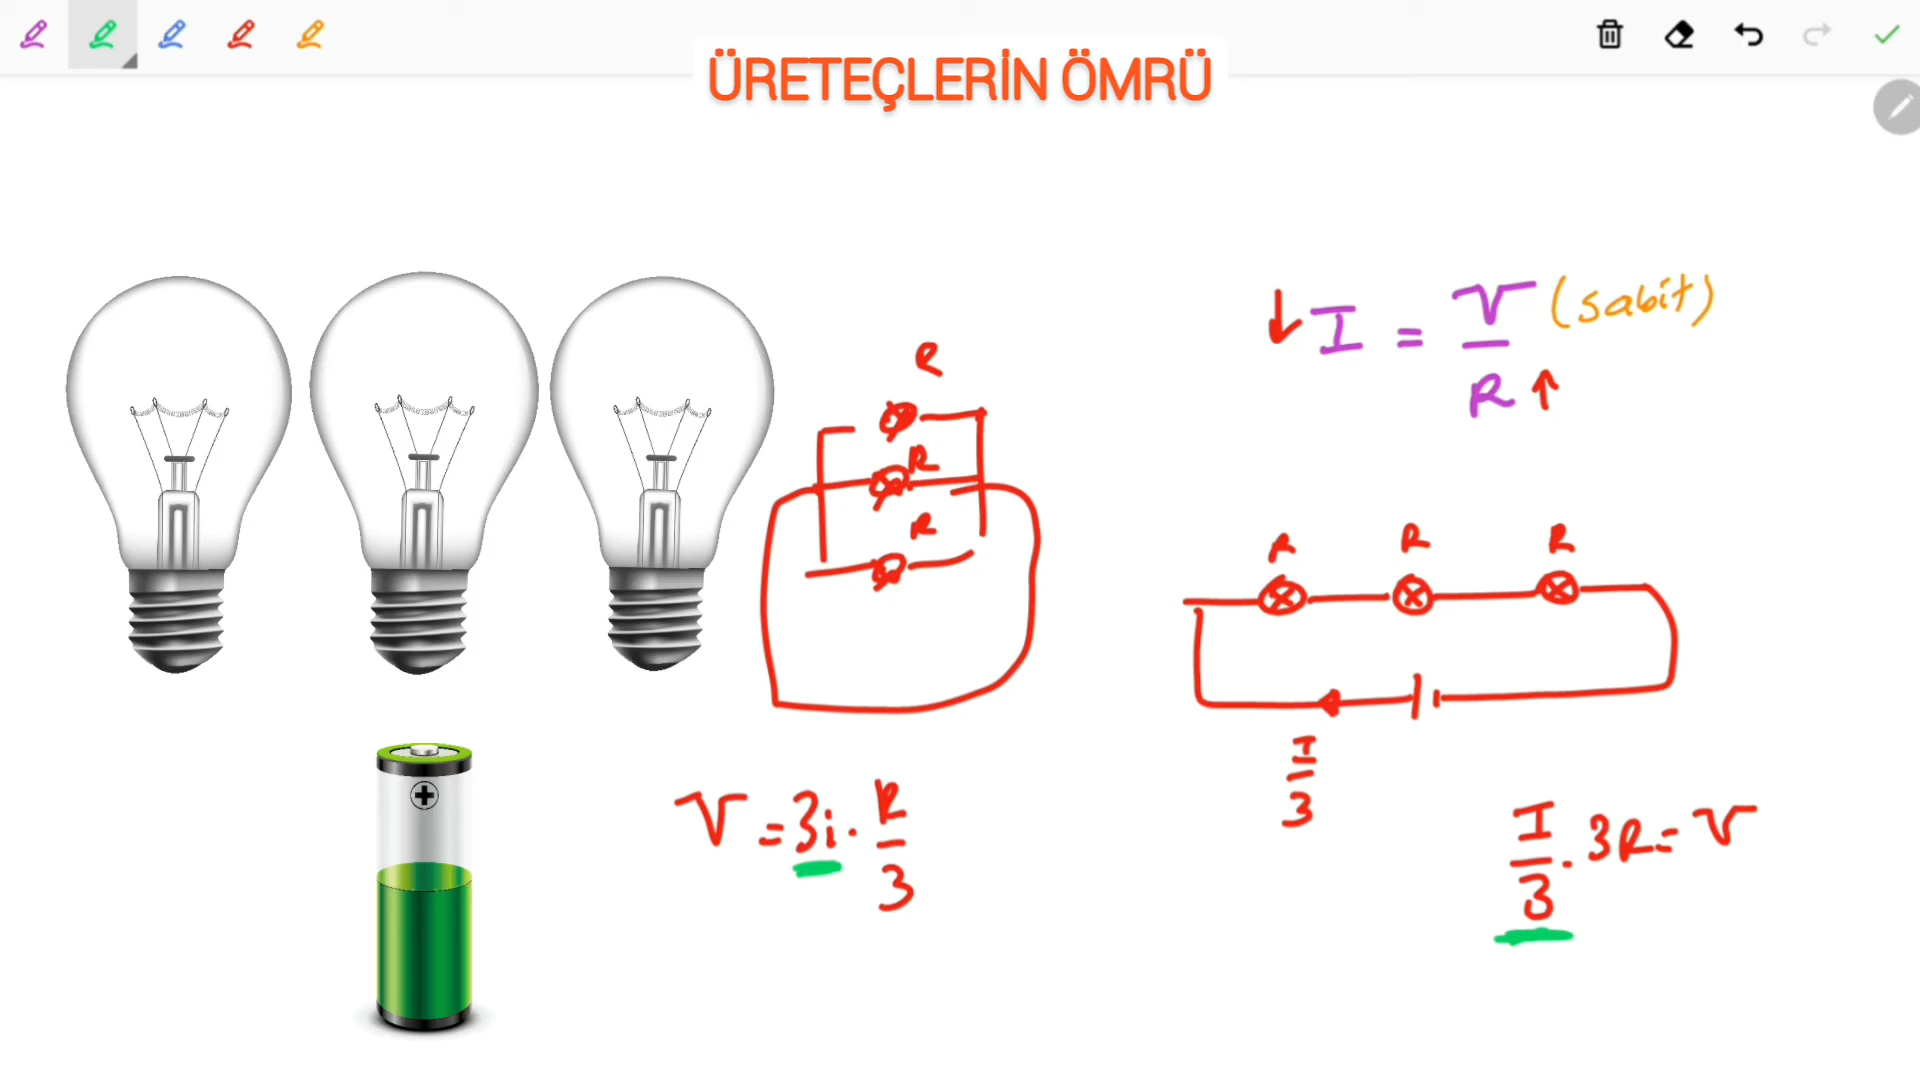 ÜRETEÇLERİN ÖMRÜ
↓I = V (sabit)
R↑
R
R
R
R R R
I
3
V = 3i . R
3
I . 3R = V
3
+